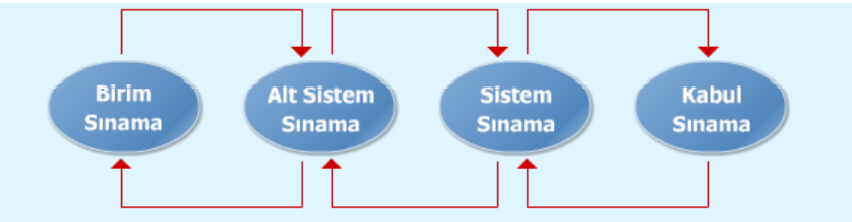 Birim
Sınama
Alt Sistem
Sınama
Sistem
Sınama
Kabul
Sınama